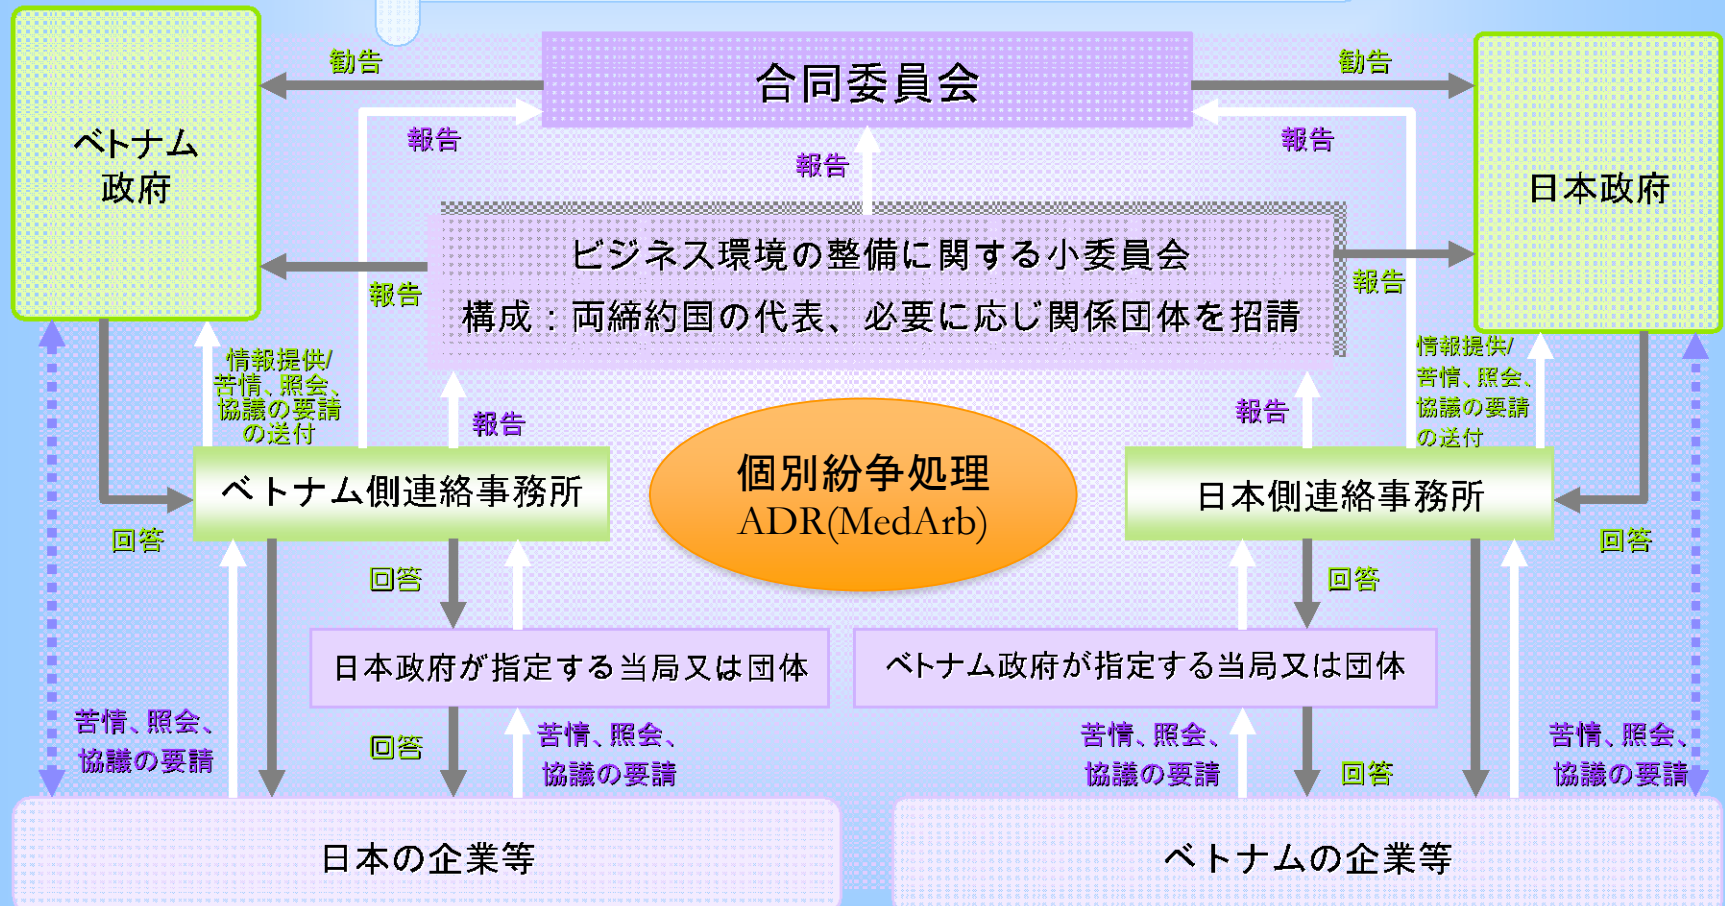 勧告
合同委員会
勧告
ベトナム
政府
報告
報告
報告
日本政府
ビジネス環境の整備に関する小委員会
構成：両締約国の代表、必要に応じ関係団体を招請
報告
報告
情報提供/
苦情、照会、
協議の要請
の送付
報告
報告
情報提供/
苦情、照会、
協議の要請
の送付
ベトナム側連絡事務所
個別紛争処理
ADR(MedArb)
日本側連絡事務所
回答
回答
回答
回答
日本政府が指定する当局又は団体
ベトナム政府が指定する当局又は団体
苦情、照会、
協議の要請
回答
苦情、照会、
協議の要請
苦情、照会、
協議の要請
回答
苦情、照会、
協議の要請
日本の企業等
ベトナムの企業等